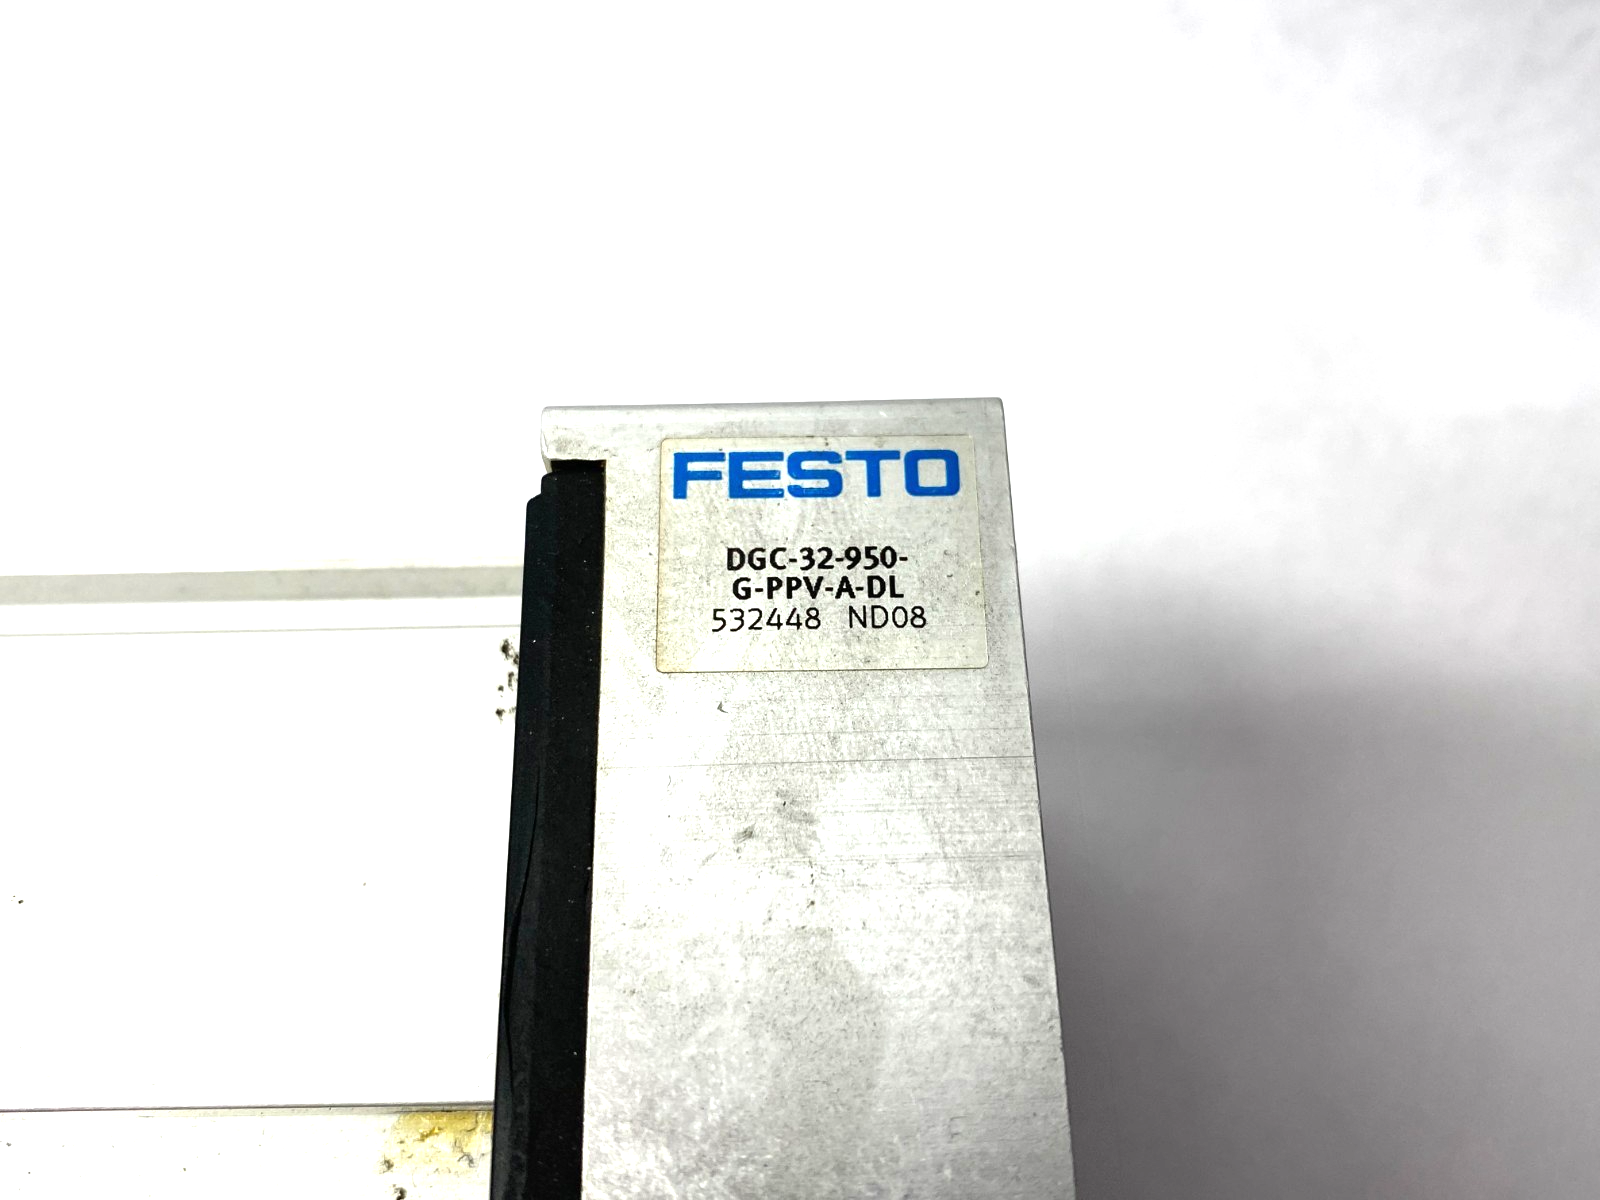 FESTO
DGC-32-950-
G-PPV-A-DL
532448 ND08